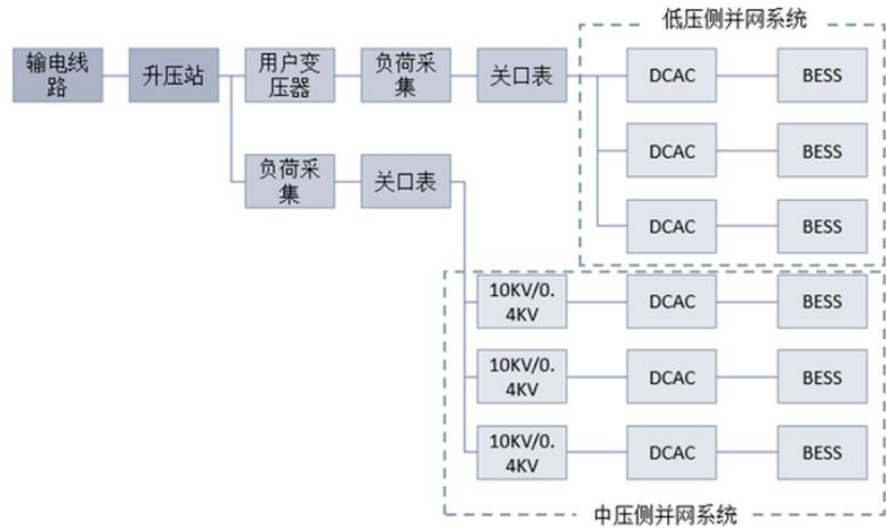 低压侧并网系统
输电线
路
升压站
用户变
压器
负荷采
集
关口表
DCAC
BESS
DCAC
BESS
负荷采
集
关口表
DCAC
BESS
10KV/0.
4KV
DCAC
BESS
10KV/0.
4KV
DCAC
BESS
10KV/0.
4KV
DCAC
BESS
中压侧并网系统